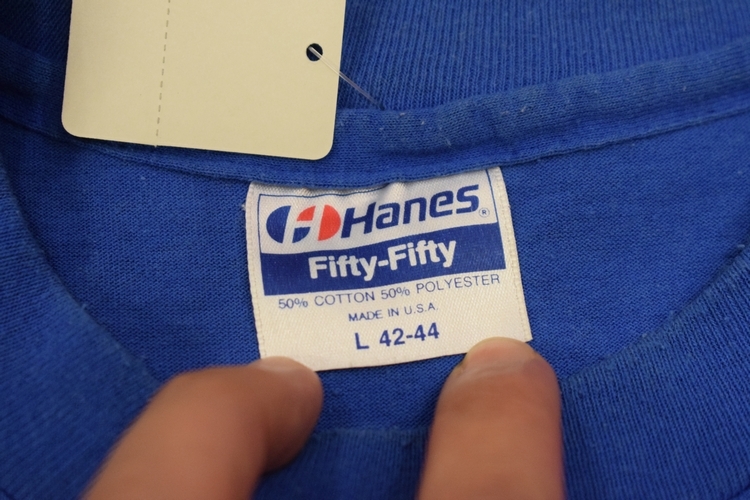 Hanes®
Fifty-Fifty
50% COTTON 50% POLYESTER
MADE IN U.S.A.
L 42-44